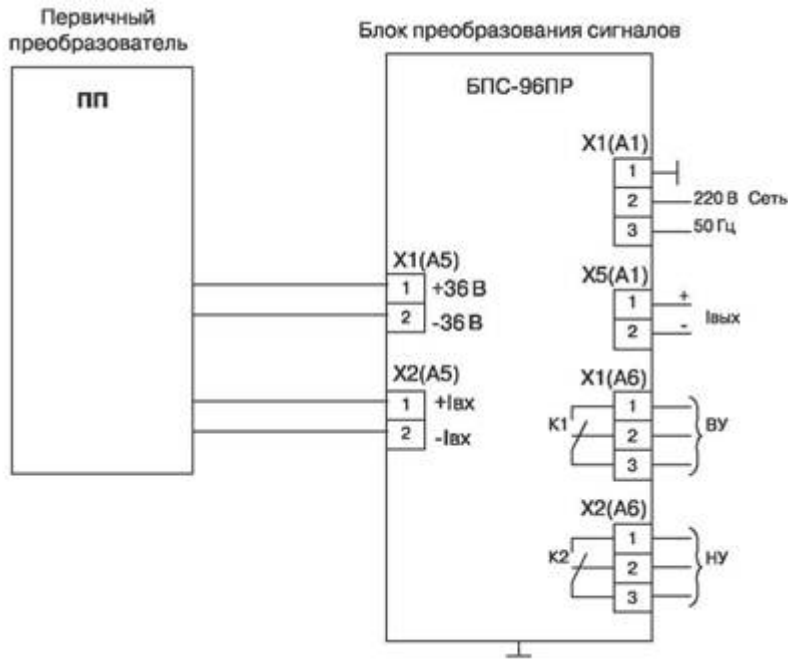 Первичный
преобразователь
ПП
Блок преобразования сигналов
БПС-96ПР
X1(A5)
1 +36 В
2 -36 В
X2(A5)
1 +Iвх
2 -Iвх
X1(A1)
1
2 220 В Сеть
3 50 Гц
X5(A1)
1 +
2 -
Iвых
X1(A6)
K1
1
2
3
ВУ
X2(A6)
K2
1
2
3
НУ